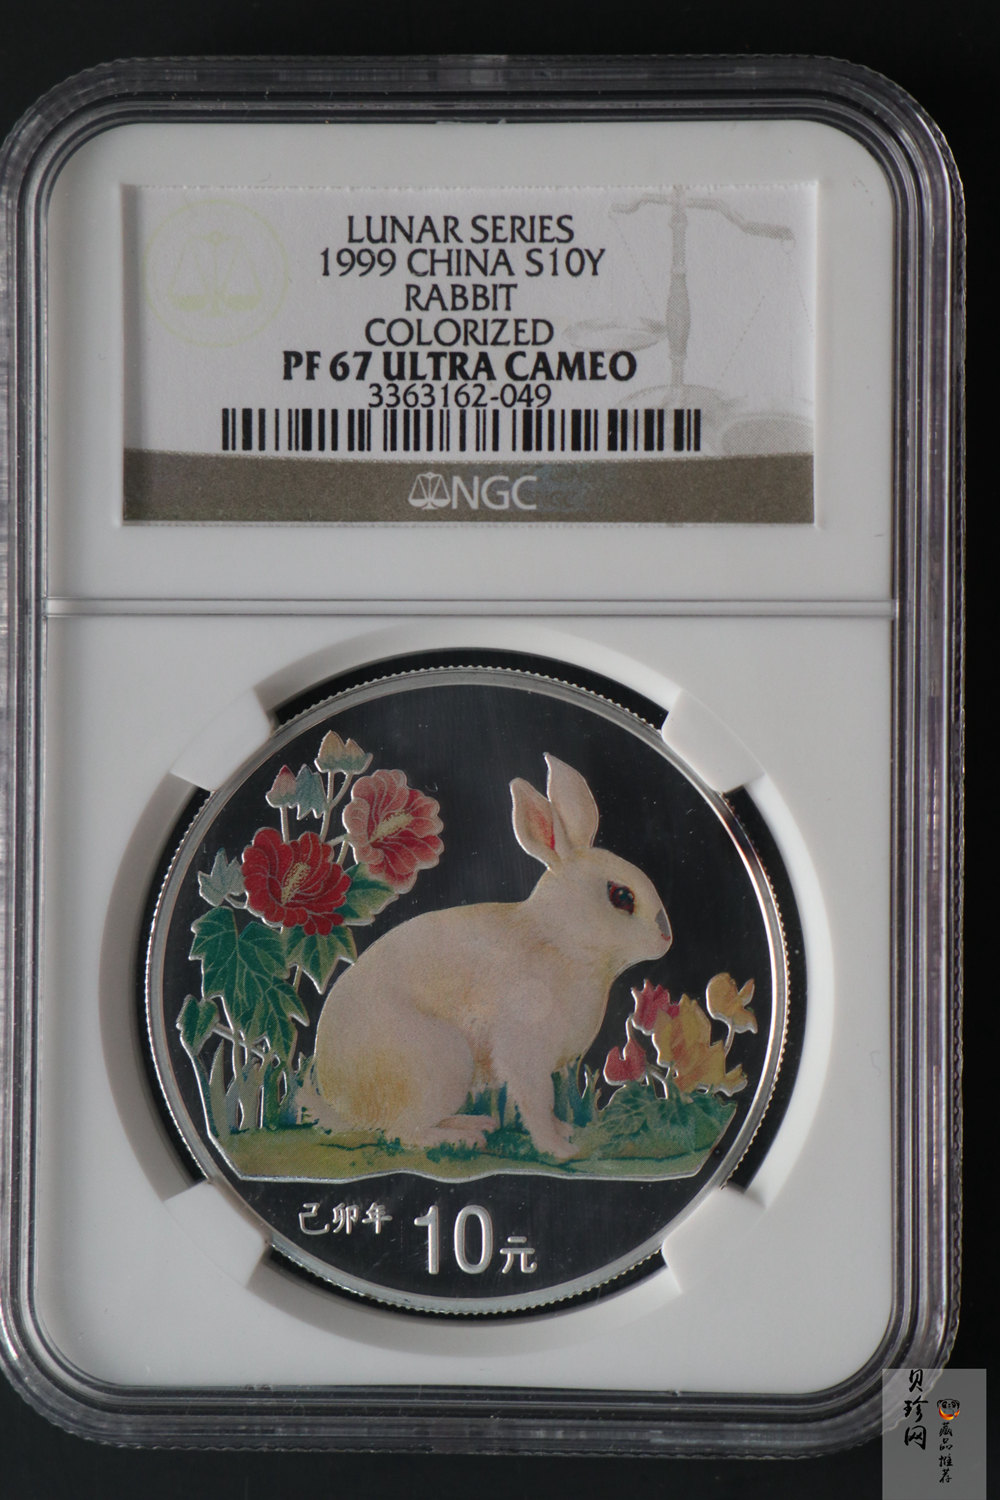 LUNAR SERIES
1999 CHINA S10Y
RABBIT
COLORIZED
PF 67 ULTRA CAMEO
3363162-049
NGC
己卯年 10元
贝珍网
藏品推荐